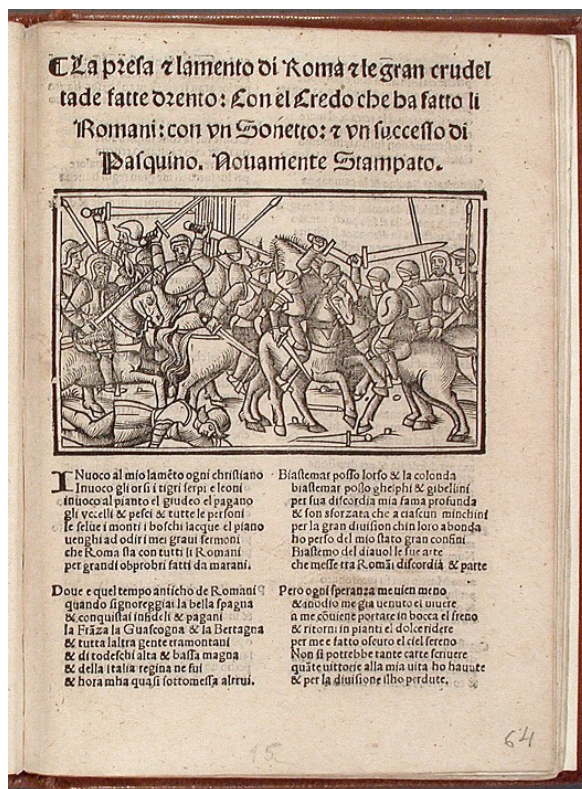 La presa ⁊ lamento di Roma ⁊ le gran crudel
tade fatte drento: Con el Credo che ha fatto li
Romani: con vn Sonetto: ⁊ vn successo di
Pasquino. Novamente Stampato.
INuoco al mio lamēto ogni christiano
Inuoco gli orsi i tigri serpi e leoni
inuoco al pianto el giudeo el pagano
gli vccelli & pesci & tutte le personi
le selue i monti i boschi lacque el piano
uenghi ad odir i mei graui sermoni
che Roma sta con tutti li Romani
per grandi obprobri fatti da marani.
Doue e quel tempo anticho de Romani
quando signoreggiai la bella spagna
& conquistai infideli & pagani
la Frāza la Guascogna & la Bertagna
& tutta laltra gente tramontani
& di todeschi alta & bassa magna
& della italia regina ne fui
& hora mha quasi sottomessa altrui.
Biastemar posso lorso & la colonda
biastemar posso ghelphi & gibellini
per sua discordia mia fama profonda
& son sforzata che a ciascun minchini
per la gran diuision chin loro abonda
ho perso del mio stato gran confini
Biastemo del diauol le sue arte
che messe tra Romāi discordiā & parte
Pero ogni speranza me uien meno
& anodio me gia uenuto el uiuere
a me cōuiene portare in bocca el freno
& ritorni in pianti el dolce ridere
per me e fatto oscuro el ciel sereno
Non si potrebbe tante carte scriuere
quāte uittorie alla mia uita ho hauute
& per la diuisione ilho perdute.
15
64